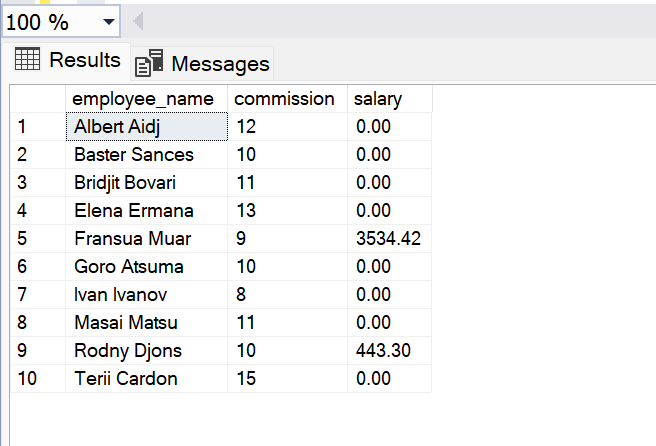 100 %
Results Messages
employee_name commission salary
1 Albert Aidj 12 0.00
2 Baster Sances 10 0.00
3 Bridjit Bovari 11 0.00
4 Elena Ermana 13 0.00
5 Fransua Muar 9 3534.42
6 Goro Atsuma 10 0.00
7 Ivan Ivanov 8 0.00
8 Masai Matsu 11 0.00
9 Rodny Djons 10 443.30
10 Terii Cardon 15 0.00